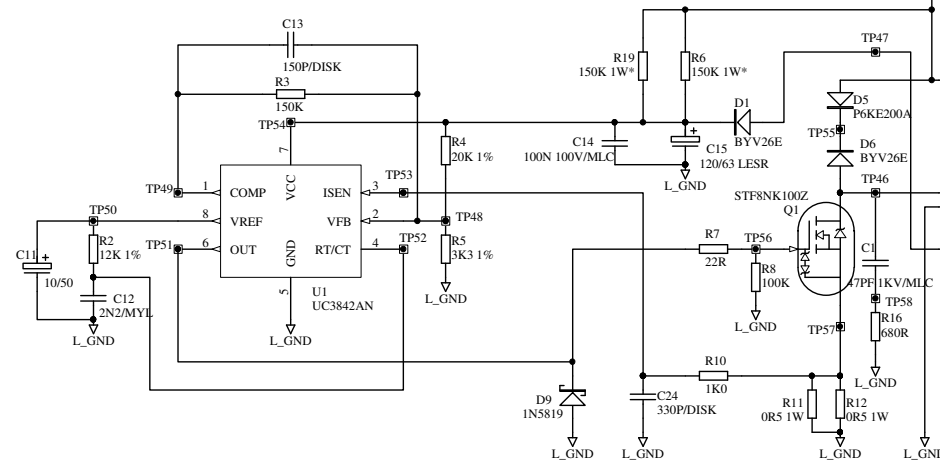 C13
150P/DISK
R3
150K
TP54
7
TP49
1
COMP
VCC
ISEN
3
TP53
TP50
8
VREF
VFB
2
TP48
TP51
6
OUT
GND
RT/CT
4
TP52
5
U1
UC3842AN
L_GND
C11
+
10/50
R2
12K 1%
C12
2N2/MYL
L_GND
R4
20K 1%
R5
3K3 1%
L_GND
R19
150K 1W*
R6
150K 1W*
TP47
D1
BYV26E
C14
100N 100V/MLC
+
C15
120/63 LESR
L_GND
D5
P6KE200A
TP55
D6
BYV26E
TP46
STF8NK100Z
Q1
R7
22R
TP56
R8
100K
L_GND
C1
47PF 1KV/MLC
TP58
R16
680R
L_GND
TP57
R10
1K0
D9
1N5819
L_GND
C24
330P/DISK
L_GND
R11
0R5 1W
R12
0R5 1W
L_GND
L_GND